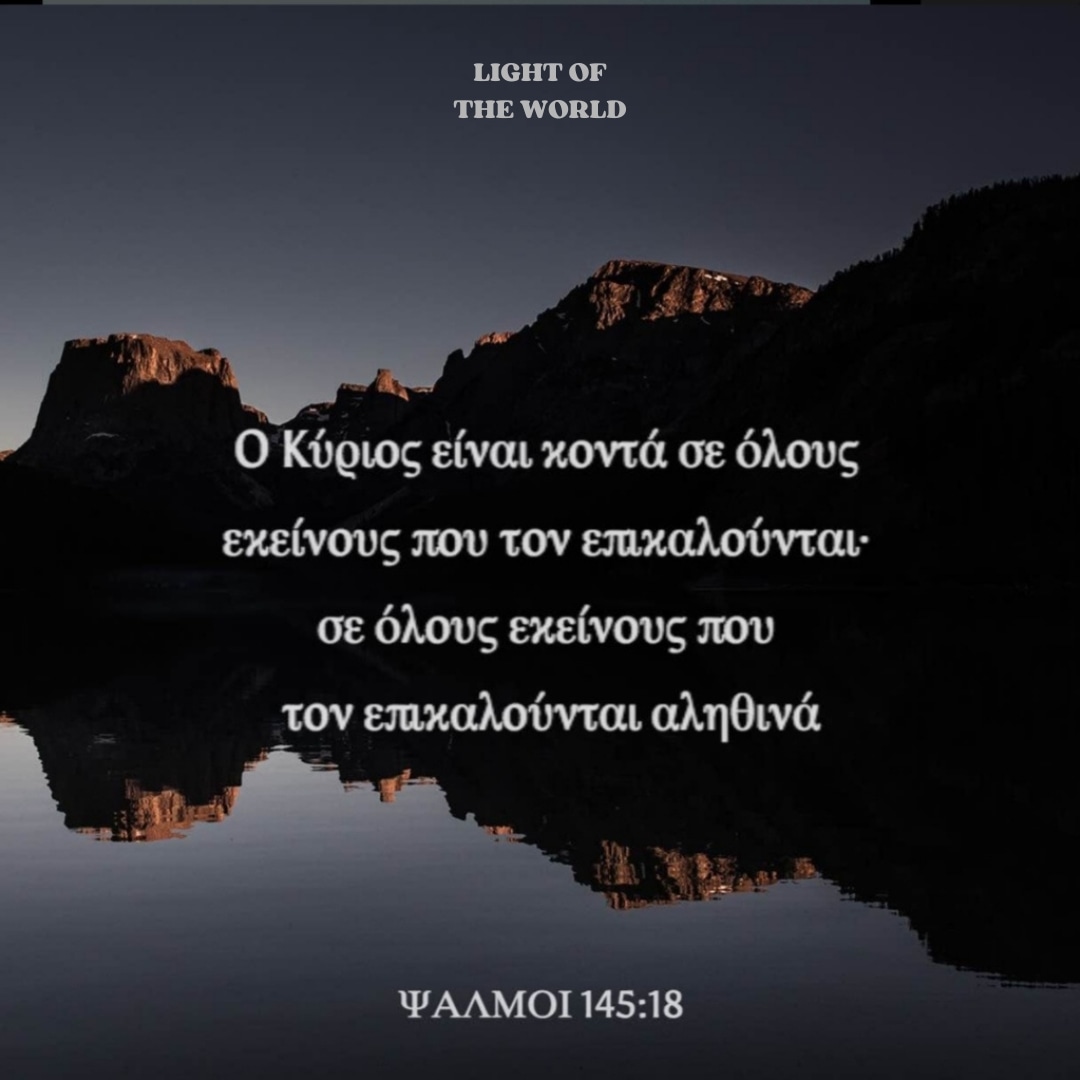 LIGHT OF
THE WORLD
Ο Κύριος είναι κοντά σε όλους
εκείνους που τον επικαλούνται·
σε όλους εκείνους που
τον επικαλούνται αληθινά
ΨΑΛΜΟΙ 145:18